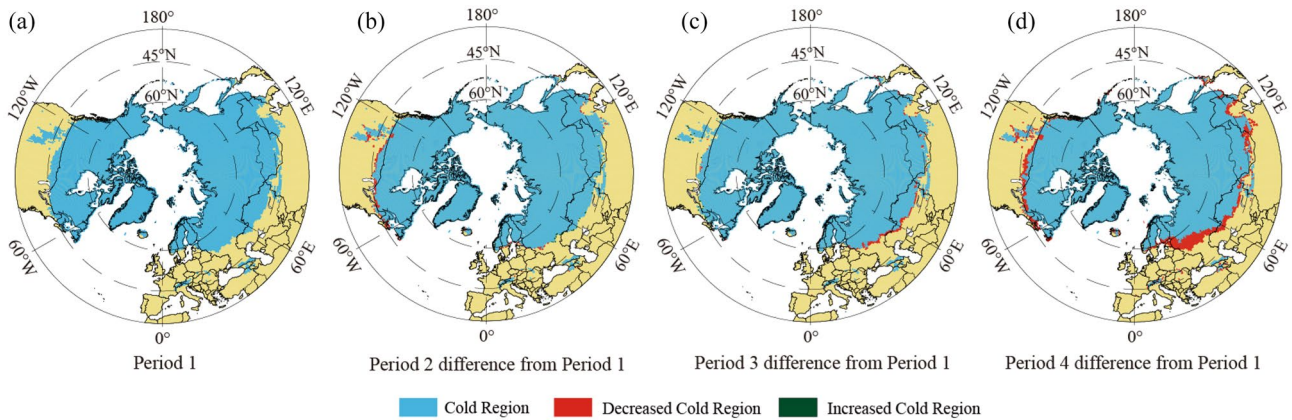 (a)
180°
45°N
60°N
120°W
120°E
60°W
60°E
0°
Period 1
(b)
180°
45°N
60°N
120°W
120°E
60°W
60°E
0°
Period 2 difference from Period 1
(c)
180°
45°N
60°N
120°W
120°E
60°W
60°E
0°
Period 3 difference from Period 1
(d)
180°
45°N
60°N
120°W
120°E
60°W
60°E
0°
Period 4 difference from Period 1
Cold Region
Decreased Cold Region
Increased Cold Region